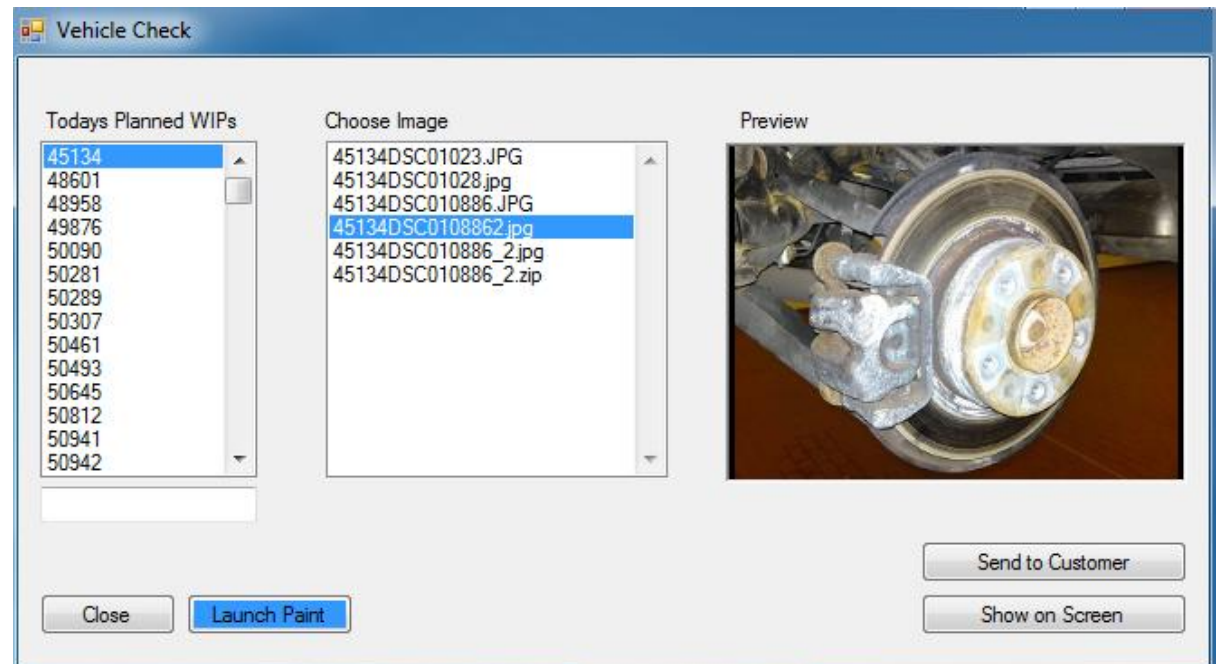 Vehicle Check
Todays Planned WIPs
45134
48601
48958
49876
50090
50281
50289
50307
50461
50493
50645
50812
50941
50942
Choose Image
45134DSC01023.JPG
45134DSC01028.jpg
45134DSC010886.JPG
45134DSC0108862.jpg
45134DSC010886_2.jpg
45134DSC010886_2.zip
Preview
Send to Customer
Close
Launch Paint
Show on Screen